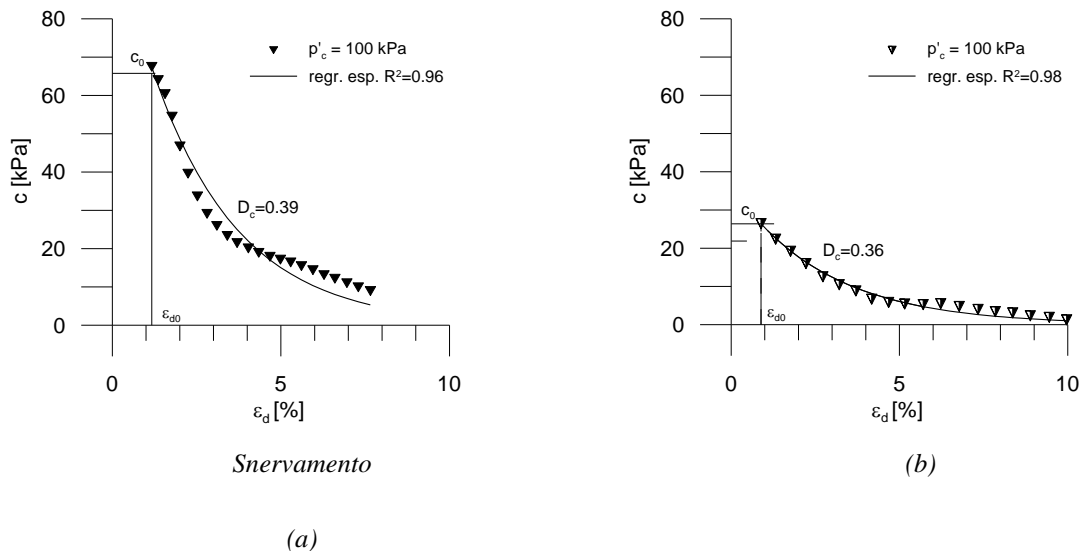 80
60
40
20
0
c [kPa]
c₀
p'c = 100 kPa
regr. esp. R²=0.96
Dc=0.39
εd0
0
5
10
εd [%]
Snervamento
(a)
80
60
40
20
0
c [kPa]
c₀
p'c = 100 kPa
regr. esp. R²=0.98
Dc=0.36
εd0
0
5
10
εd [%]
(b)